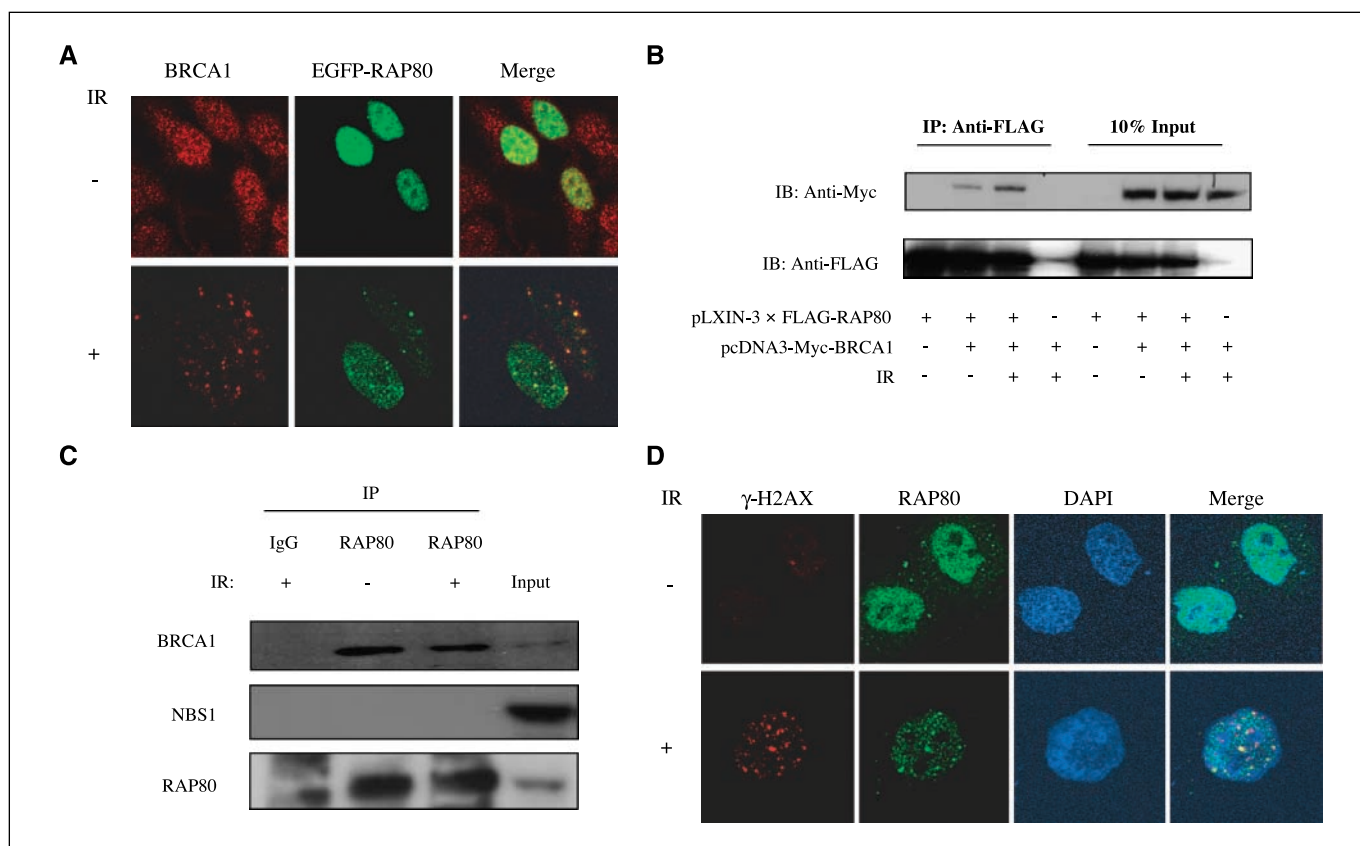 A
BRCA1 EGFP-RAP80 Merge
IR
-
+
B
IP: Anti-FLAG 10% Input
IB: Anti-Myc
IB: Anti-FLAG
pLXIN-3 × FLAG-RAP80 + + + - + + + -
pcDNA3-Myc-BRCA1 - + + + - + + +
IR - - + + - - + +
C
IP
IgG RAP80 RAP80
IR: + - + Input
BRCA1
NBS1
RAP80
D
IR γ-H2AX RAP80 DAPI Merge
-
+